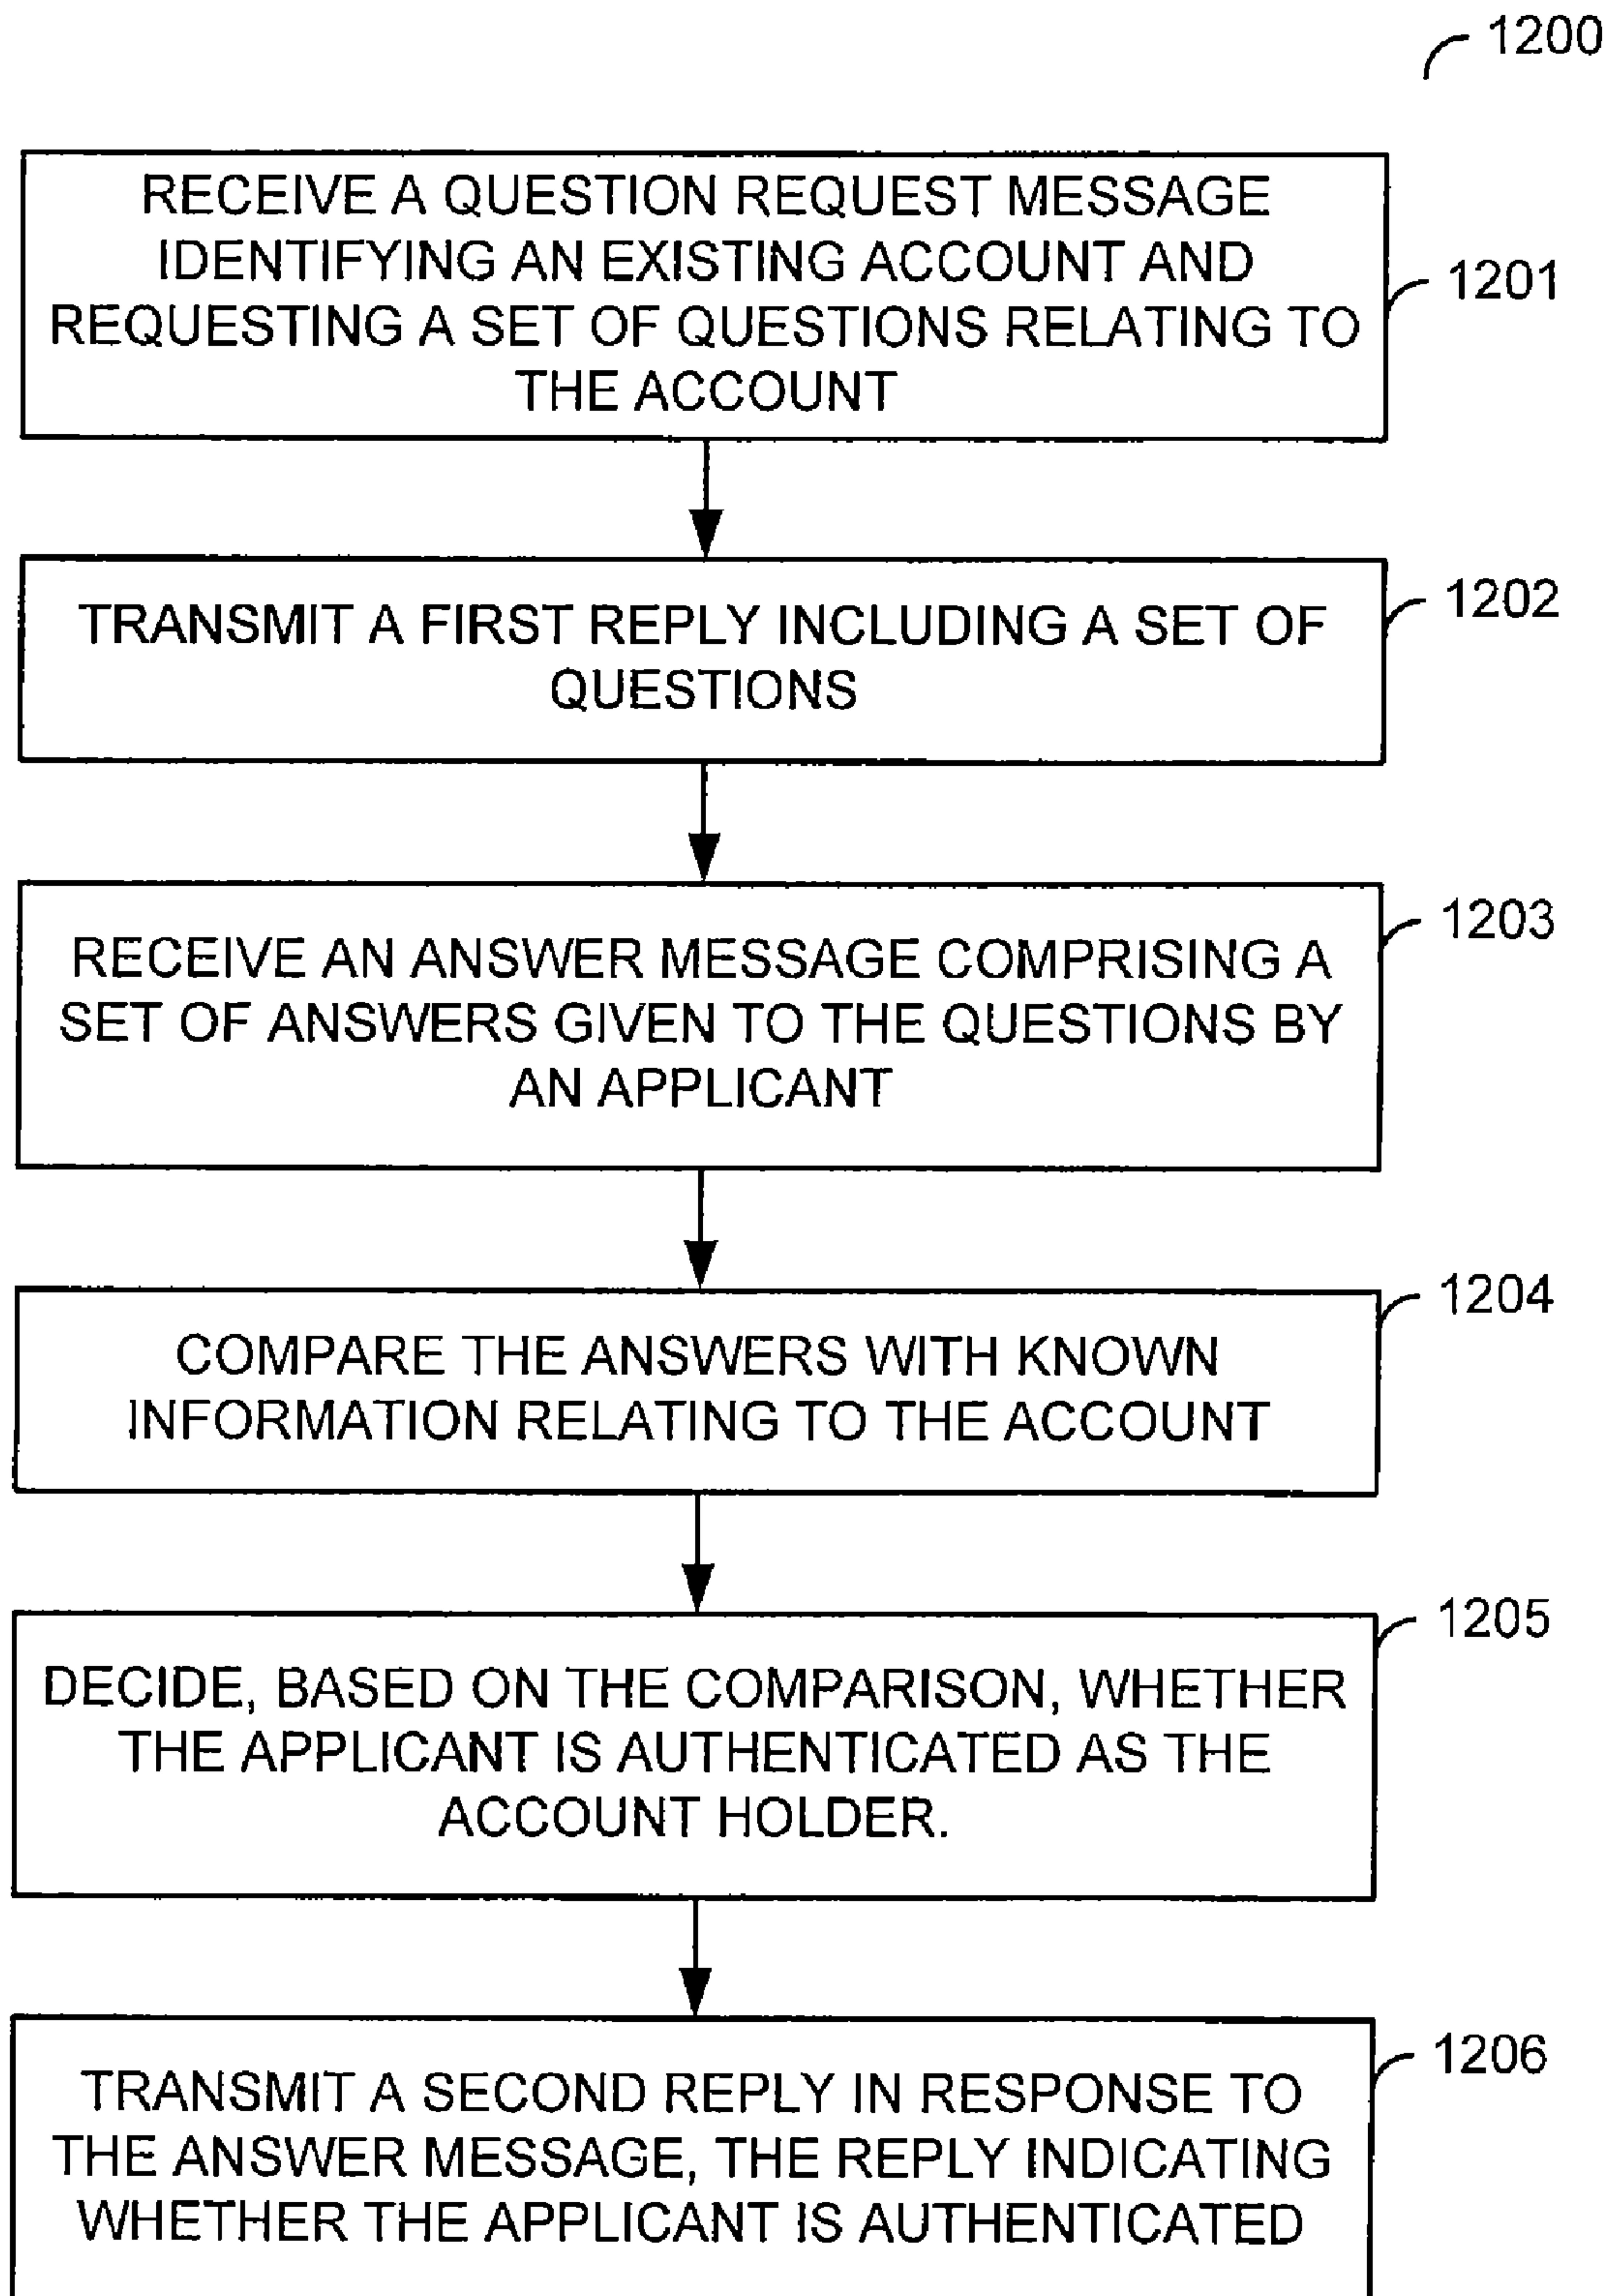 1200
RECEIVE A QUESTION REQUEST MESSAGE
IDENTIFYING AN EXISTING ACCOUNT AND
REQUESTING A SET OF QUESTIONS RELATING TO
THE ACCOUNT
1201
TRANSMIT A FIRST REPLY INCLUDING A SET OF
QUESTIONS
1202
RECEIVE AN ANSWER MESSAGE COMPRISING A
SET OF ANSWERS GIVEN TO THE QUESTIONS BY
AN APPLICANT
1203
COMPARE THE ANSWERS WITH KNOWN
INFORMATION RELATING TO THE ACCOUNT
1204
DECIDE, BASED ON THE COMPARISON, WHETHER
THE APPLICANT IS AUTHENTICATED AS THE
ACCOUNT HOLDER.
1205
TRANSMIT A SECOND REPLY IN RESPONSE TO
THE ANSWER MESSAGE, THE REPLY INDICATING
WHETHER THE APPLICANT IS AUTHENTICATED
1206